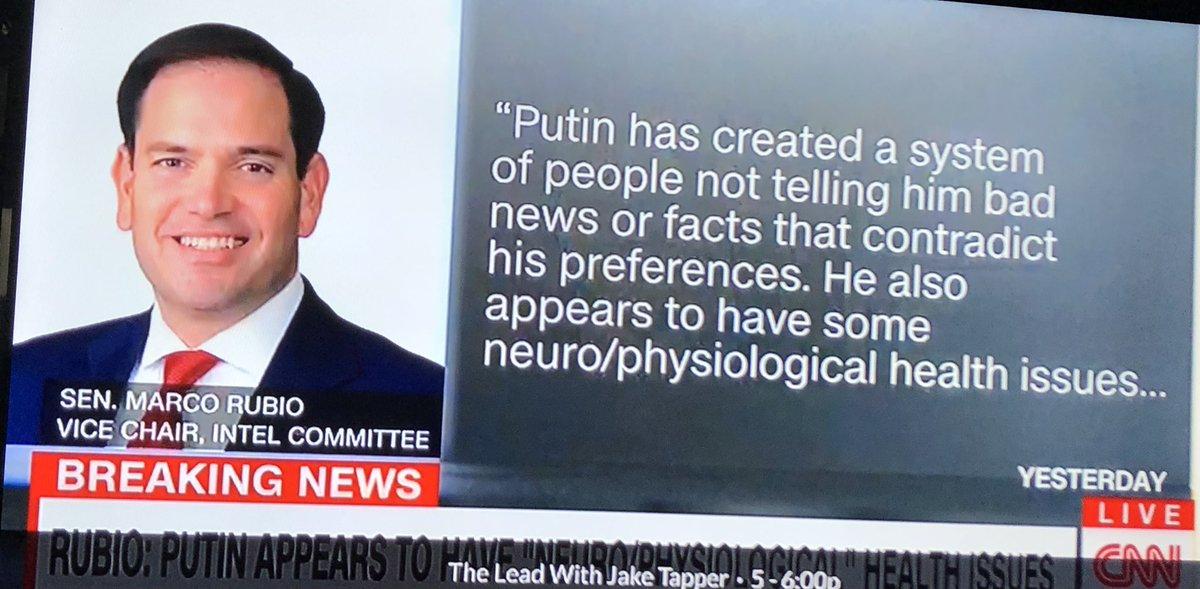 “Putin has created a system
of people not telling him bad
news or facts that contradict
his preferences. He also
appears to have some
neuro/physiological health issues...
SEN. MARCO RUBIO
VICE CHAIR, INTEL COMMITTEE
YESTERDAY
BREAKING NEWS
LIVE
RUBIO: PUTIN APPEARS TO HAVE "NEURO/PHYSIOLOGICAL" HEALTH ISSUES
CNN
The Lead With Jake Tapper • 5 - 6:00p